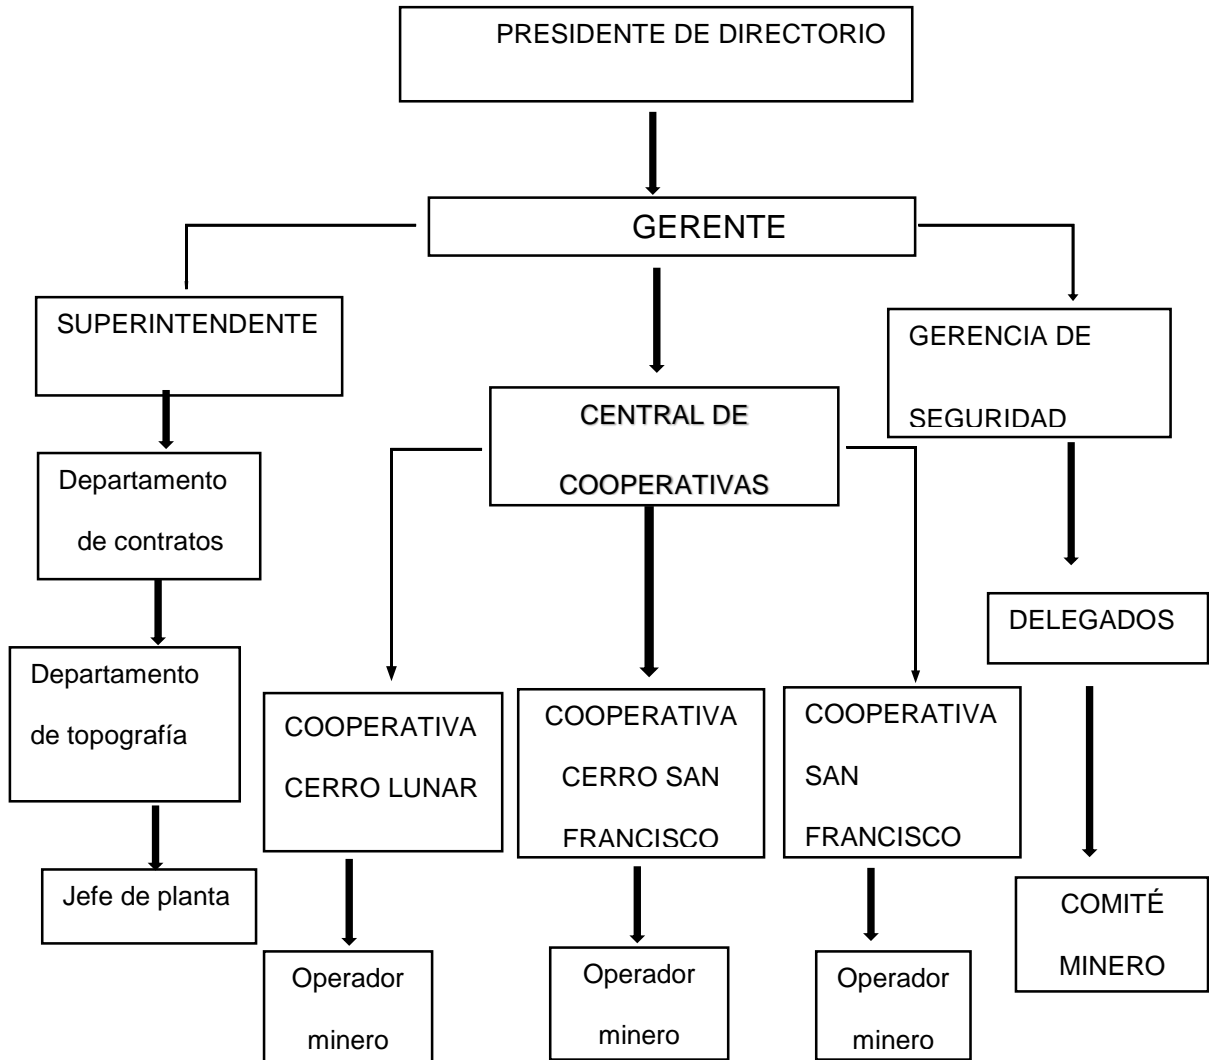 PRESIDENTE DE DIRECTORIO
GERENTE
SUPERINTENDENTE
GERENCIA DE
SEGURIDAD
CENTRAL DE
COOPERATIVAS
Departamento
de contratos
DELEGADOS
Departamento
de topografía
COOPERATIVA
CERRO LUNAR
COOPERATIVA
CERRO SAN
FRANCISCO
COOPERATIVA
SAN
FRANCISCO
Jefe de planta
COMITÉ
MINERO
Operador
minero
Operador
minero
Operador
minero